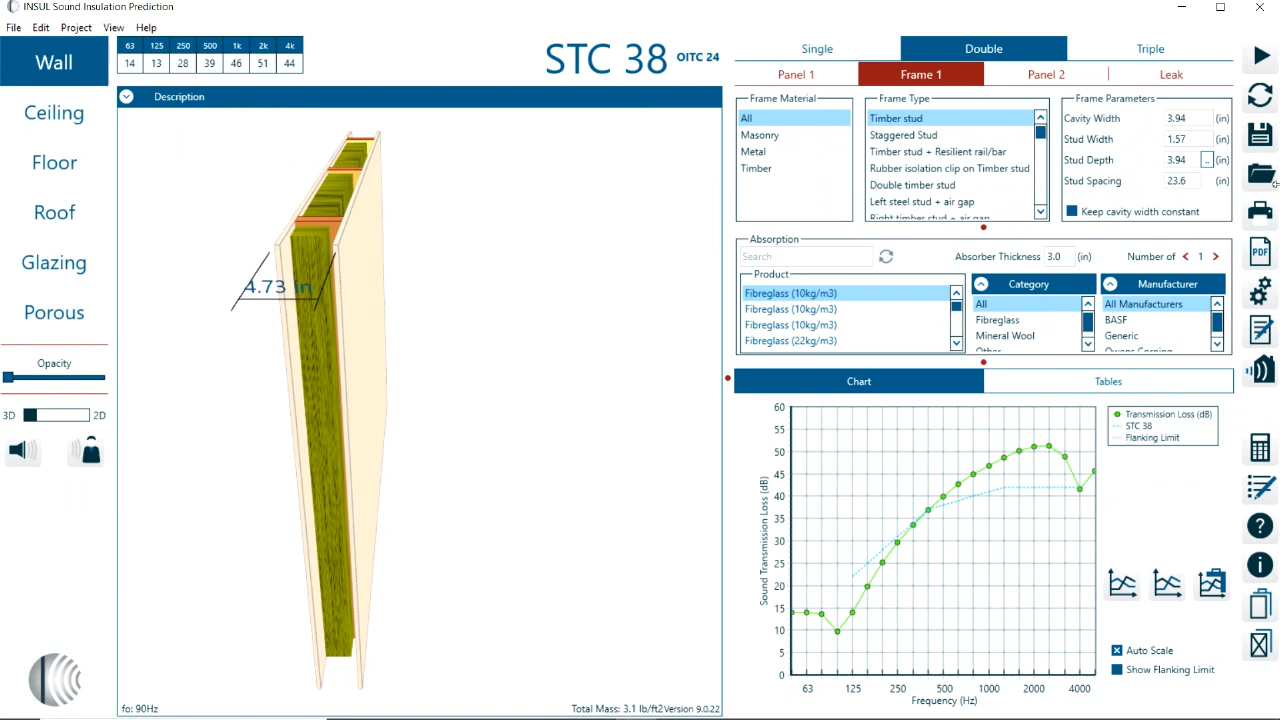 INSUL Sound Insulation Prediction
File Edit Project View Help
Wall
Ceiling
Floor
Roof
Glazing
Porous
Opacity
3D 2D
63 125 250 500 1k 2k 4k
14 13 28 39 46 51 44
STC 38 OITC 24
Description
4.73 in
fo: 90Hz
Total Mass: 3.1 lb/ft2 Version 9.0.22
Single Double Triple
Panel 1 Frame 1 Panel 2 Leak
Frame Material
All
Masonry
Metal
Timber
Frame Type
Timber stud
Staggered Stud
Timber stud + Resilient rail/bar
Rubber isolation clip on Timber stud
Double timber stud
Left steel stud + air gap
Right timber stud + air gap
Frame Parameters
Cavity Width 3.94 (in)
Stud Width 1.57 (in)
Stud Depth 3.94 .. (in)
Stud Spacing 23.6 (in)
Keep cavity width constant
Absorption
Search
Absorber Thickness 3.0 (in)
Number of < 1 >
Product
Fibreglass (10kg/m3)
Fibreglass (10kg/m3)
Fibreglass (10kg/m3)
Fibreglass (22kg/m3)
Category
All
Fibreglass
Mineral Wool
Other
Manufacturer
All Manufacturers
BASF
Generic
Owens Corning
Chart Tables
Sound Transmission Loss (dB)
60
55
50
45
40
35
30
25
20
15
10
5
0
63 125 250 500 1000 2000 4000
Frequency (Hz)
Transmission Loss (dB)
STC 38
Flanking Limit
Auto Scale
Show Flanking Limit
PDF
?
i